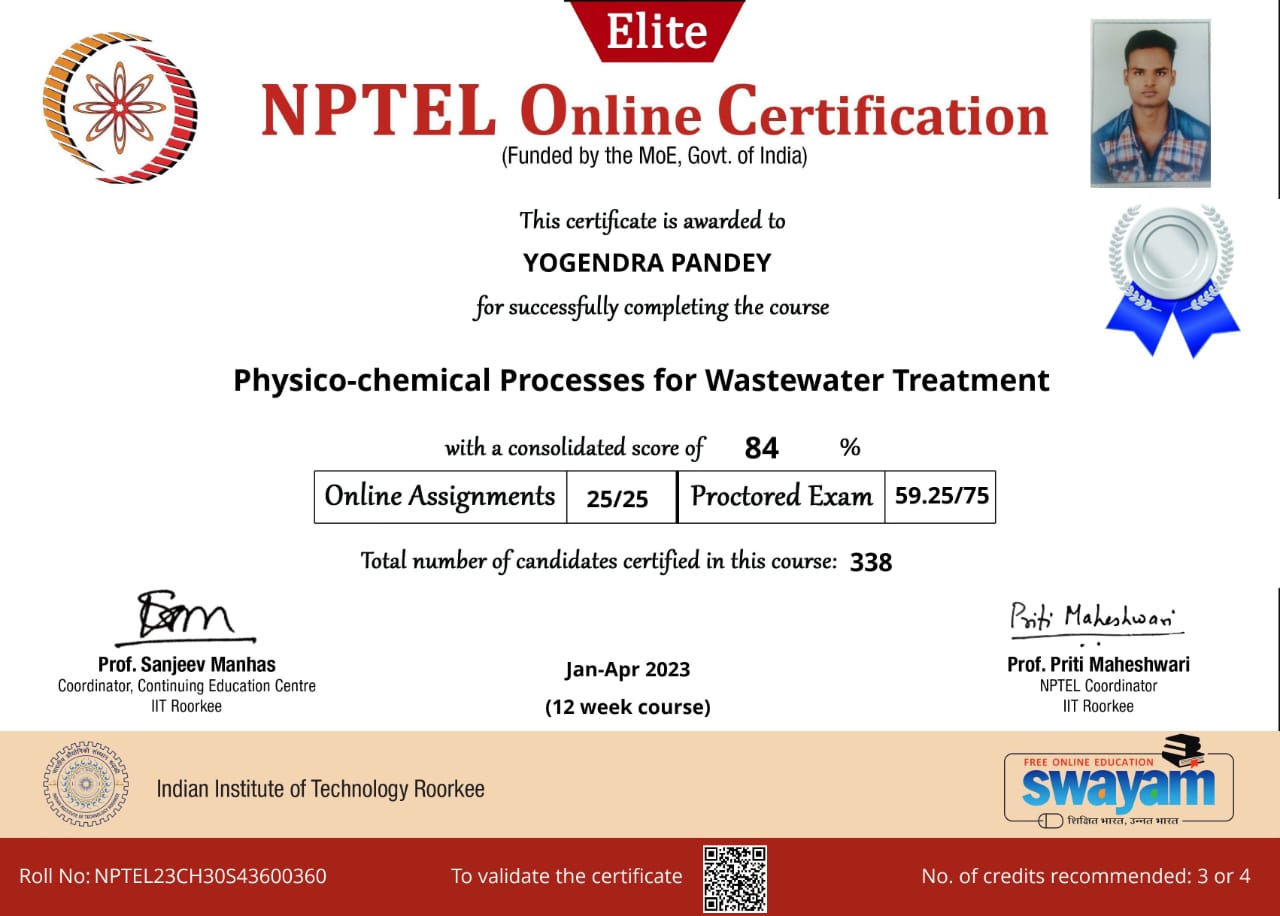 Elite
NPTEL Online Certification
(Funded by the MoE, Govt. of India)
This certificate is awarded to
YOGENDRA PANDEY
for successfully completing the course
Physico-chemical Processes for Wastewater Treatment
with a consolidated score of 84 %
Online Assignments 25/25 Proctored Exam 59.25/75
Total number of candidates certified in this course: 338
Priti Maheshwari
Prof. Sanjeev Manhas
Coordinator, Continuing Education Centre
IIT Roorkee
Jan-Apr 2023
(12 week course)
Prof. Priti Maheshwari
NPTEL Coordinator
IIT Roorkee
Indian Institute of Technology Roorkee
FREE ONLINE EDUCATION
swayam
शिक्षित भारत, उन्नत भारत
Roll No: NPTEL23CH30S43600360
To validate the certificate
No. of credits recommended: 3 or 4